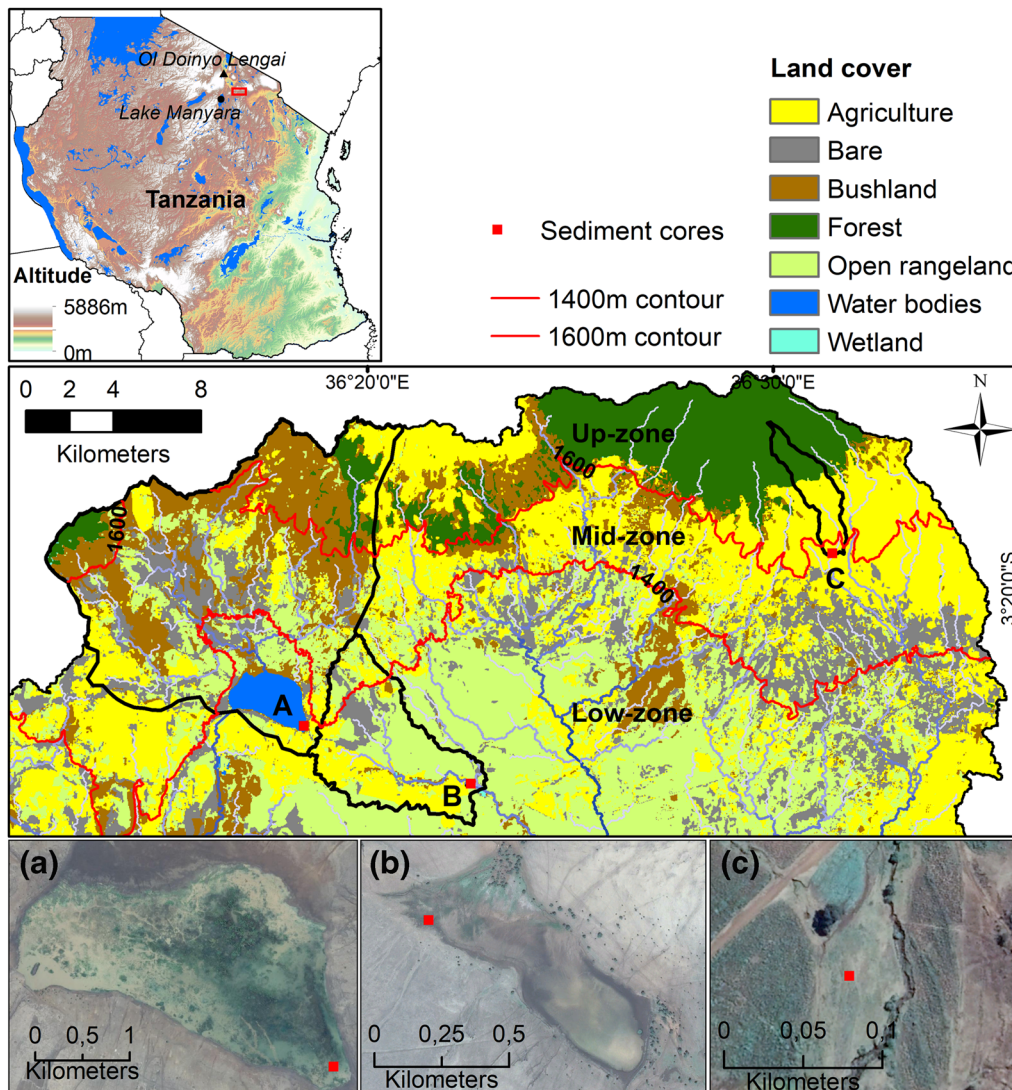 Ol Doinyo Lengai
Lake Manyara
Tanzania
Altitude
5886m
0m
Land cover
Agriculture
Bare
Bushland
Forest
Open rangeland
Water bodies
Wetland
Sediment cores
1400m contour
1600m contour
0 2 4 8
Kilometers
36°20'0"E
36°30'0"E
N
3°20'0"S
Up-zone
1600
1600
Mid-zone
1400
C
A
Low-zone
B
(a)
0 0,5 1
Kilometers
(b)
0 0,25 0,5
Kilometers
(c)
0 0,05 0,1
Kilometers